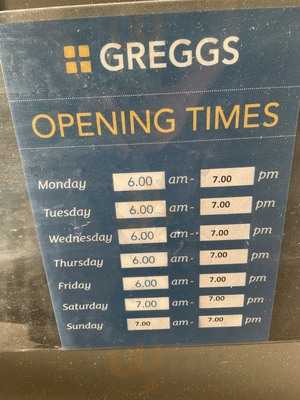 GREGGS
OPENING TIMES
Monday 6.00 am- 7.00 pm
Tuesday 6.00 am- 7.00 pm
Wednesday 6.00 am- 7.00 pm
Thursday 6.00 am- 7.00 pm
Friday 6.00 am- 7.00 pm
Saturday 7.00 am- 7.00 pm
Sunday 7.00 am- 7.00 pm